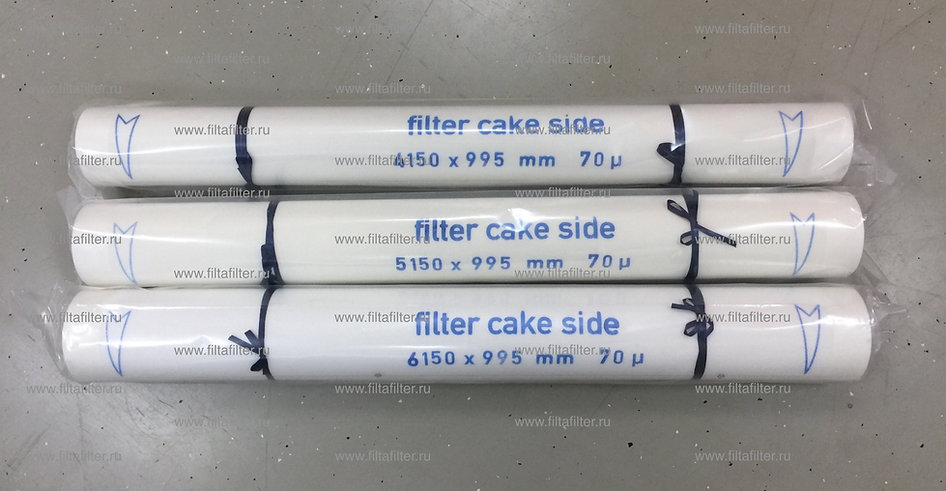 filter cake side
4150 x 995 mm 70 µ
filter cake side
5150 x 995 mm 70 µ
filter cake side
6150 x 995 mm 70 µ
www.filtafilter.ru